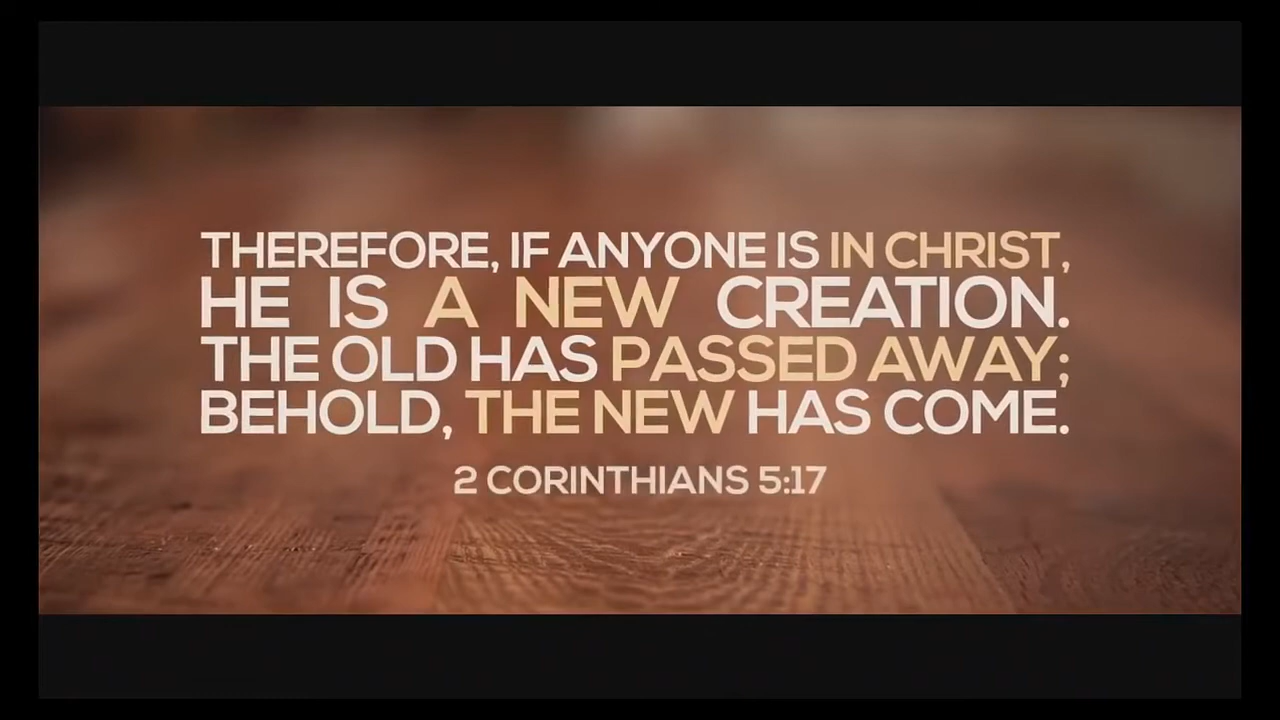 THEREFORE, IF ANYONE IS IN CHRIST,
HE IS A NEW CREATION.
THE OLD HAS PASSED AWAY;
BEHOLD, THE NEW HAS COME.
2 CORINTHIANS 5:17